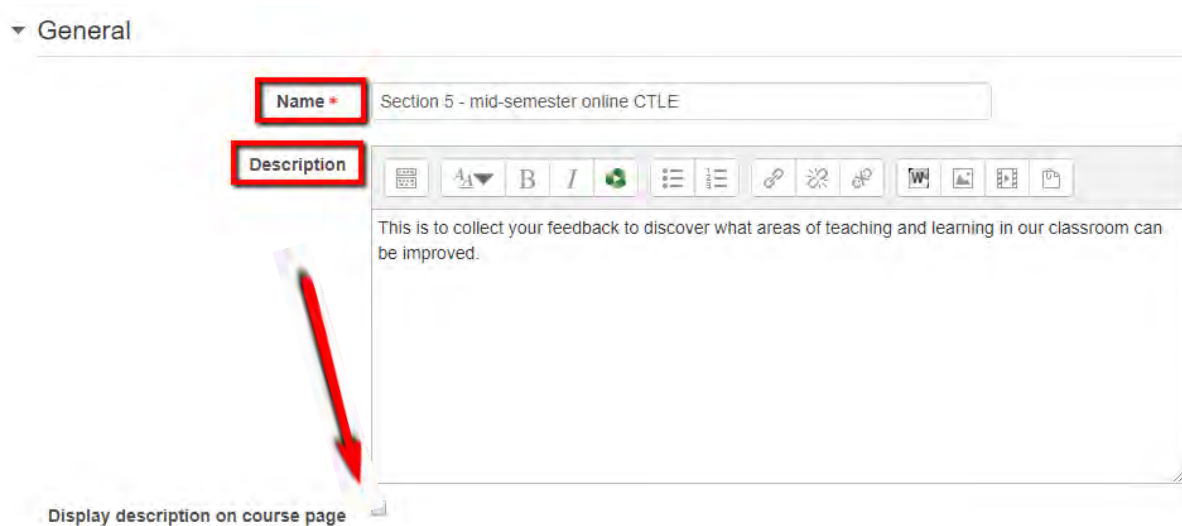 General
Name *
Section 5 - mid-semester online CTLE
Description
This is to collect your feedback to discover what areas of teaching and learning in our classroom can
be improved.
Display description on course page